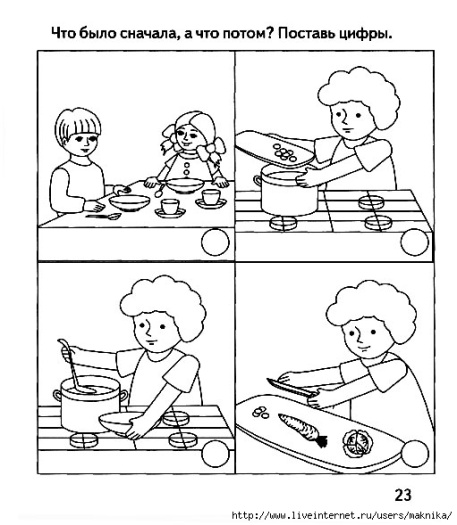 Что было сначала, а что потом? Поставь цифры.
23
http://www.liveinternet.ru/users/maknika/